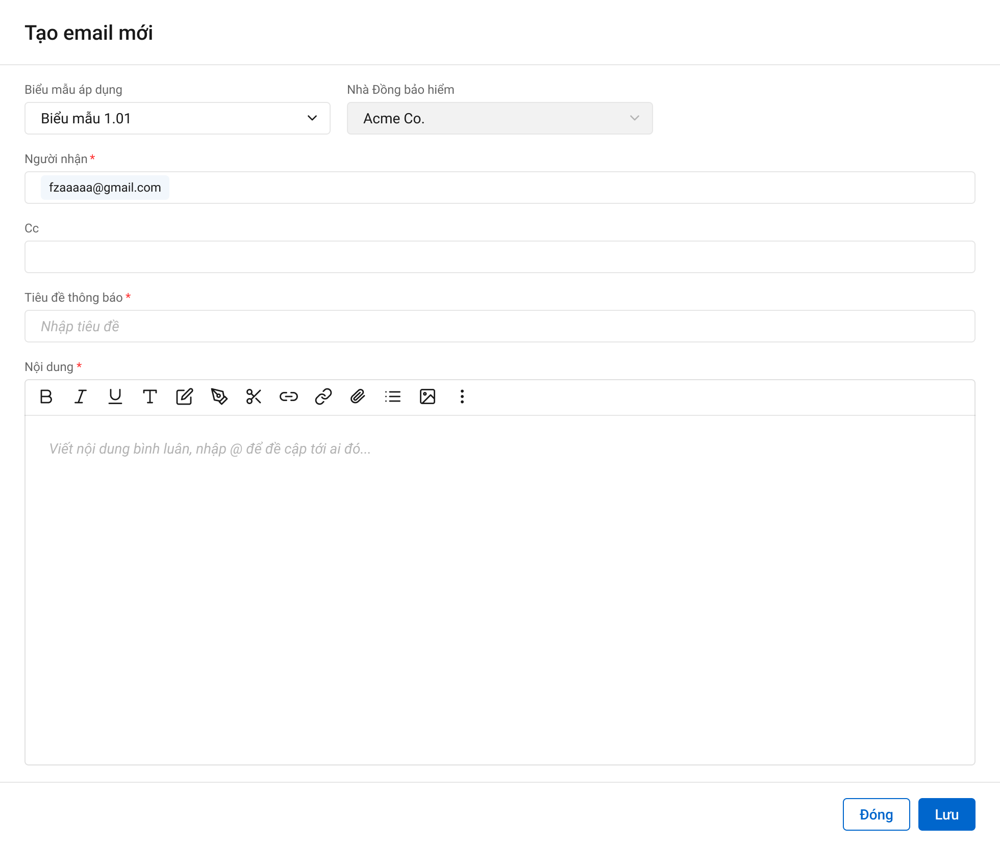 Tạo email mới
Biểu mẫu áp dụng
Nhà Đồng bảo hiểm
Biểu mẫu 1.01
Acme Co.
Người nhận *
fzaaaaa@gmail.com
Cc
Tiêu đề thông báo *
Nhập tiêu đề
Nội dung *
Viết nội dung bình luân, nhập @ để đề cập tới ai đó...
Đóng
Lưu